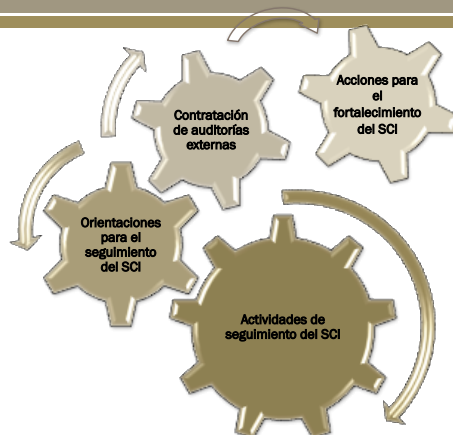 Acciones para
el
fortalecimiento
del SCI
Contratación
de auditorías
externas
Orientaciones
para el
seguimiento
del SCI
Actividades de
seguimiento del SCI